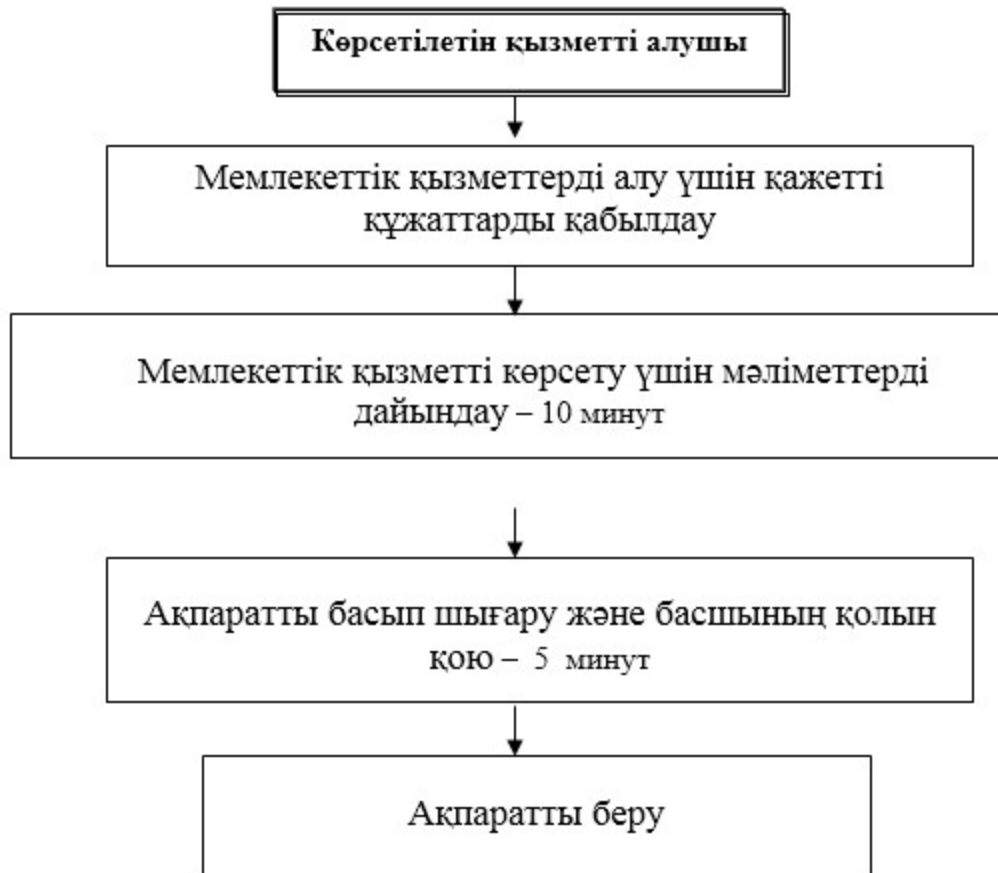 Көрсетілетін қызметті алушы
Мемлекеттік қызметтерді алу үшін қажетті
құжаттарды қабылдау
Мемлекеттік қызметті көрсету үшін мәліметтерді
дайындау – 10 минут
Ақпаратты басып шығару және басшының қолын
қою – 5 минут
Ақпаратты беру